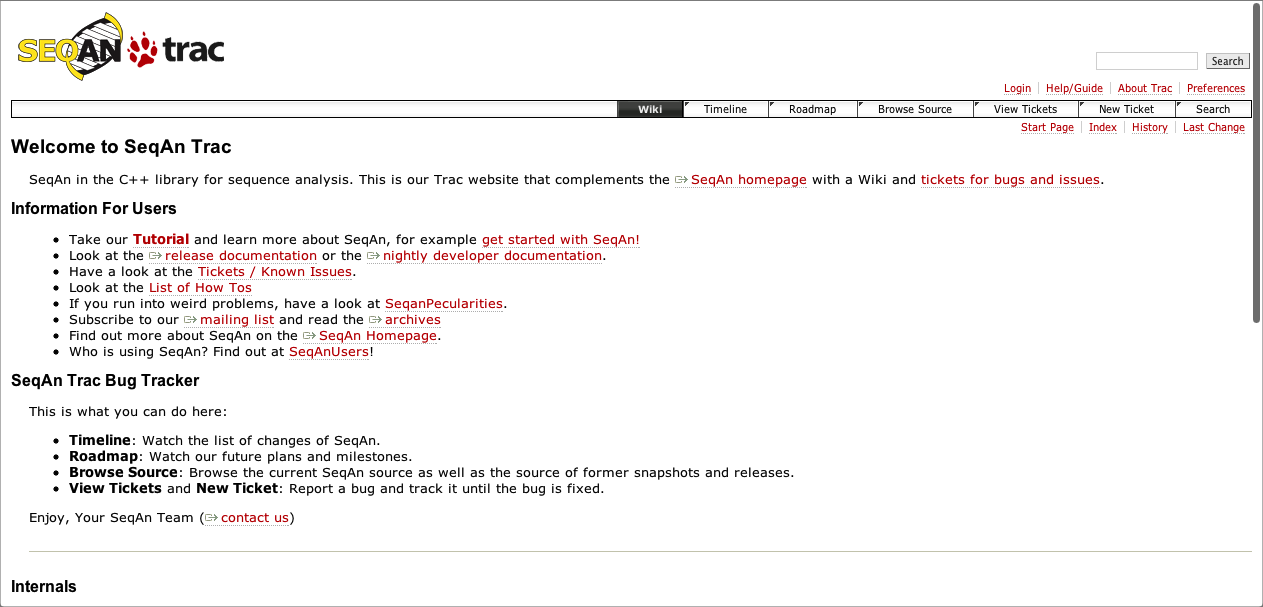 SEQAN trac
Search
Login Help/Guide About Trac Preferences
Wiki Timeline Roadmap Browse Source View Tickets New Ticket Search
Start Page Index History Last Change
Welcome to SeqAn Trac
SeqAn in the C++ library for sequence analysis. This is our Trac website that complements the SeqAn homepage with a Wiki and tickets for bugs and issues.
Information For Users
Take our Tutorial and learn more about SeqAn, for example get started with SeqAn!
Look at the release documentation or the nightly developer documentation.
Have a look at the Tickets / Known Issues.
Look at the List of How Tos
If you run into weird problems, have a look at SeqanPecularities.
Subscribe to our mailing list and read the archives
Find out more about SeqAn on the SeqAn Homepage.
Who is using SeqAn? Find out at SeqAnUsers!
SeqAn Trac Bug Tracker
This is what you can do here:
Timeline: Watch the list of changes of SeqAn.
Roadmap: Watch our future plans and milestones.
Browse Source: Browse the current SeqAn source as well as the source of former snapshots and releases.
View Tickets and New Ticket: Report a bug and track it until the bug is fixed.
Enjoy, Your SeqAn Team (contact us)
Internals